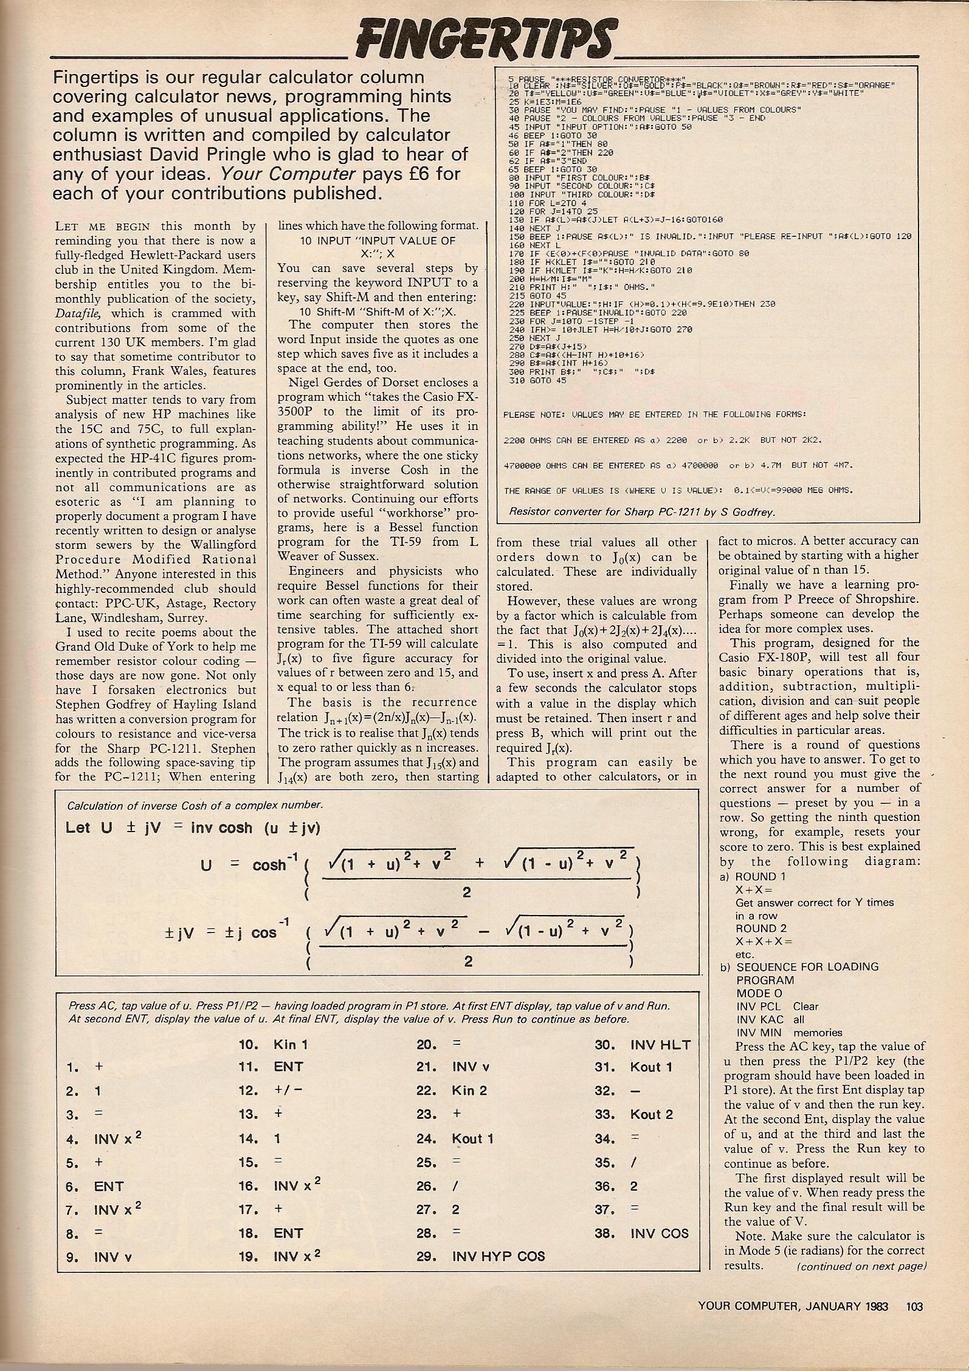 FINGERTIPS
Fingertips is our regular calculator column
covering calculator news, programming hints
and examples of unusual applications. The
column is written and compiled by calculator
enthusiast David Pringle who is glad to hear of
any of your ideas. Your Computer pays £6 for
each of your contributions published.
LET ME BEGIN this month by
reminding you that there is now a
fully-fledged Hewlett-Packard users
club in the United Kingdom. Mem-
bership entitles you to the bi-
monthly publication of the society,
Datafile, which is crammed with
contributions from some of the
current 130 UK members. I'm glad
to say that sometime contributor to
this column, Frank Wales, features
prominently in the articles.
Subject matter tends to vary from
analysis of new HP machines like
the 15C and 75C, to full explan-
ations of synthetic programming. As
expected the HP-41C figures prom-
inently in contributed programs and
not all communications are as
esoteric as “I am planning to
properly document a program I have
recently written to design or analyse
storm sewers by the Wallingford
Procedure Modified Rational
Method.” Anyone interested in this
highly-recommended club should
contact: PPC-UK, Astage, Rectory
Lane, Windlesham, Surrey.
I used to recite poems about the
Grand Old Duke of York to help me
remember resistor colour coding —
those days are now gone. Not only
have I forsaken electronics but
Stephen Godfrey of Hayling Island
has written a conversion program for
colours to resistance and vice-versa
for the Sharp PC-1211. Stephen
adds the following space-saving tip
for the PC-1211; When entering
lines which have the following format.
10 INPUT “INPUT VALUE OF
X:”; X
You can save several steps by
reserving the keyword INPUT to a
key, say Shift-M and then entering:
10 Shift-M “Shift-M of X:”;X.
The computer then stores the
word Input inside the quotes as one
step which saves five as it includes a
space at the end, too.
Nigel Gerdes of Dorset encloses a
program which “takes the Casio FX-
3500P to the limit of its pro-
gramming ability!” He uses it in
teaching students about communica-
tions networks, where the one sticky
formula is inverse Cosh in the
otherwise straightforward solution
of networks. Continuing our efforts
to provide useful “workhorse” pro-
grams, here is a Bessel function
program for the TI-59 from L
Weaver of Sussex.
Engineers and physicists who
require Bessel functions for their
work can often waste a great deal of
time searching for sufficiently ex-
tensive tables. The attached short
program for the TI-59 will calculate
Jr(x) to five figure accuracy for
values of r between zero and 15, and
x equal to or less than 6.
The basis is the recurrence
relation Jn+1(x)=(2n/x)Jn(x)—Jn-1(x).
The trick is to realise that Jn(x) tends
to zero rather quickly as n increases.
The program assumes that J15(x) and
J14(x) are both zero, then starting
5 PAUSE "***RESISTOR CONVERTOR***"
10 CLEAR :N$="SILVER":O$="GOLD":P$="BLACK":Q$="BROWN":R$="RED":S$="ORANGE"
20 T$="YELLOW":U$="GREEN":V$="BLUE":W$="VIOLET":X$="GREY":Y$="WHITE"
25 K=1E3:M=1E6
30 PAUSE "YOU MAY FIND:":PAUSE "1 - VALUES FROM COLOURS"
40 PAUSE "2 - COLOURS FROM VALUES":PAUSE "3 - END
45 INPUT "INPUT OPTION:";A$:GOTO 50
46 BEEP 1:GOTO 30
50 IF A$="1"THEN 80
60 IF A$="2"THEN 220
62 IF A$="3"END
65 BEEP 1:GOTO 30
80 INPUT "FIRST COLOUR:";B$
90 INPUT "SECOND COLOUR:";C$
100 INPUT "THIRD COLOUR:";D$
110 FOR L=2TO 4
120 FOR J=14TO 25
130 IF A$(L)=A$(J)LET A(L+3)=J-16:GOTO160
140 NEXT J
150 BEEP 1:PAUSE A$(L);" IS INVALID.":INPUT "PLEASE RE-INPUT ";A$(L):GOTO 120
160 NEXT L
170 IF (E<0)+(F<0)PAUSE "INVALID DATA":GOTO 80
180 IF H<KLET I$="":GOTO 210
190 IF H<MLET I$="K":H=H/K:GOTO 210
200 H=H/M:I$="M"
210 PRINT H;" ";I$;" OHMS."
215 GOTO 45
220 INPUT"VALUE:";H:IF (H>=0.1)+(H<=9.9E10)THEN 230
225 BEEP 1:PAUSE"INVALID":GOTO 220
230 FOR J=10TO -1STEP -1
240 IFH>= 10↑JLET H=H/10↑J:GOTO 270
250 NEXT J
270 D$=A$(J+15)
280 C$=A$((H-INT H)*10+16)
290 B$=A$(INT H+16)
300 PRINT B$;" ";C$;" ";D$
310 GOTO 45
PLEASE NOTE: VALUES MAY BE ENTERED IN THE FOLLOWING FORMS:
2200 OHMS CAN BE ENTERED AS a) 2200 or b) 2.2K BUT NOT 2K2.
4700000 OHMS CAN BE ENTERED AS a) 4700000 or b) 4.7M BUT NOT 4M7.
THE RANGE OF VALUES IS (WHERE V IS VALUE): 0.1<=V<=99000 MEG OHMS.
Resistor converter for Sharp PC-1211 by S Godfrey.
from these trial values all other
orders down to J0(x) can be
calculated. These are individually
stored.
However, these values are wrong
by a factor which is calculable from
the fact that J0(x)+2J2(x)+2J4(x)....
=1. This is also computed and
divided into the original value.
To use, insert x and press A. After
a few seconds the calculator stops
with a value in the display which
must be retained. Then insert r and
press B, which will print out the
required Jr(x).
This program can easily be
adapted to other calculators, or in
fact to micros. A better accuracy can
be obtained by starting with a higher
original value of n than 15.
Finally we have a learning pro-
gram from P Preece of Shropshire.
Perhaps someone can develop the
idea for more complex uses.
This program, designed for the
Casio FX-180P, will test all four
basic binary operations that is,
addition, subtraction, multipli-
cation, division and can suit people
of different ages and help solve their
difficulties in particular areas.
There is a round of questions
which you have to answer. To get to
the next round you must give the
correct answer for a number of
questions — preset by you — in a
row. So getting the ninth question
wrong, for example, resets your
score to zero. This is best explained
by the following diagram:
a) ROUND 1
X+X=
Get answer correct for Y times
in a row
ROUND 2
X+X+X=
etc.
b) SEQUENCE FOR LOADING
PROGRAM
MODE O
INV PCL Clear
INV KAC all
INV MIN memories
Press the AC key, tap the value of
u then press the P1/P2 key (the
program should have been loaded in
P1 store). At the first Ent display tap
the value of v and then the run key.
At the second Ent, display the value
of u, and at the third and last the
value of v. Press the Run key to
continue as before.
The first displayed result will be
the value of v. When ready press the
Run key and the final result will be
the value of V.
Note. Make sure the calculator is
in Mode 5 (ie radians) for the correct
results. (continued on next page)
Calculation of inverse Cosh of a complex number.
Let U ± jV = inv cosh (u ± jv)
U = cosh-1 ( √(1 + u)2 + v2 + √(1 - u)2 + v2 )
2
±jV = ±j cos-1 ( √(1 + u)2 + v2 − √(1 - u)2 + v2 )
2
Press AC, tap value of u. Press P1/P2 — having loaded program in P1 store. At first ENT display, tap value of v and Run.
At second ENT, display the value of u. At final ENT, display the value of v. Press Run to continue as before.
1. +
2. 1
3. =
4. INV x2
5. +
6. ENT
7. INV x2
8. =
9. INV v
10. Kin 1
11. ENT
12. +/−
13. +
14. 1
15. =
16. INV x2
17. +
18. ENT
19. INV x2
20. =
21. INV v
22. Kin 2
23. +
24. Kout 1
25. =
26. /
27. 2
28. =
29. INV HYP COS
30. INV HLT
31. Kout 1
32. −
33. Kout 2
34. =
35. /
36. 2
37. =
38. INV COS
YOUR COMPUTER, JANUARY 1983 103